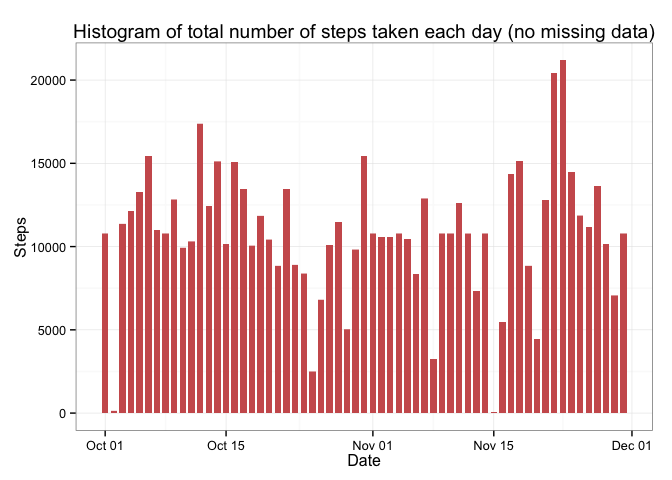 Histogram of total number of steps taken each day (no missing data)
20000
15000
10000
5000
0
Steps
Oct 01 Oct 15 Nov 01 Nov 15 Dec 01
Date